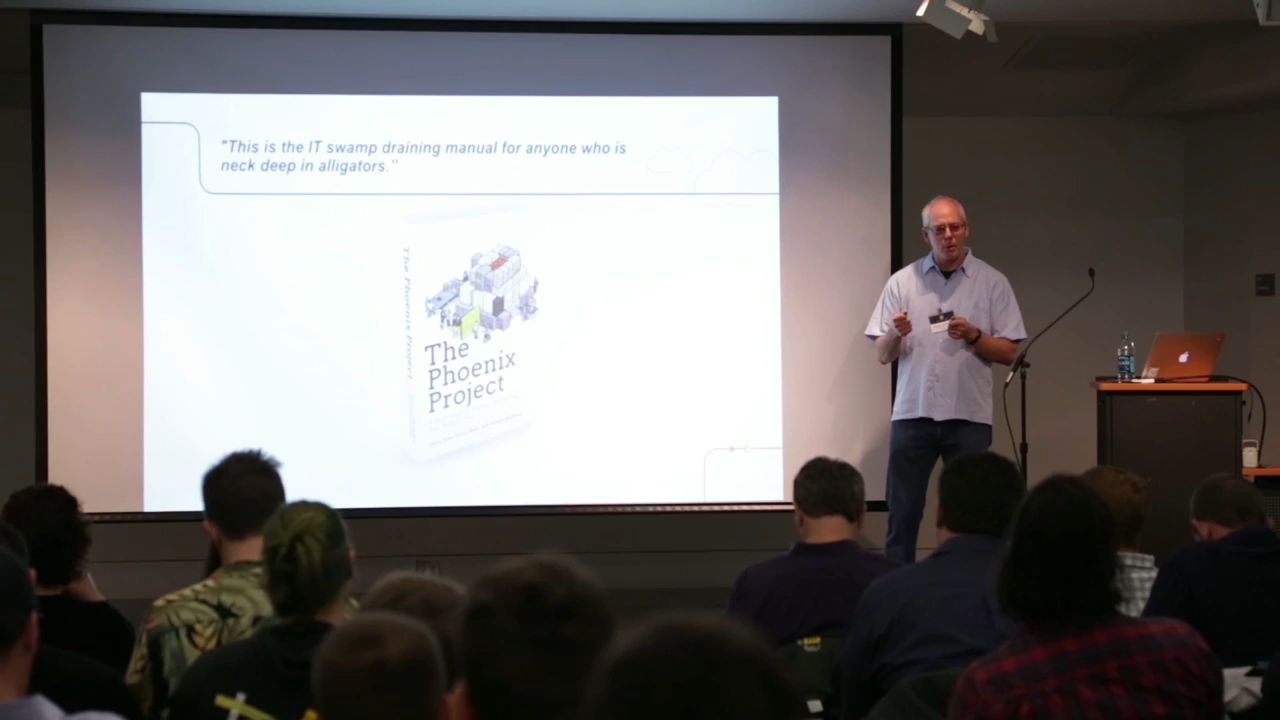 "This is the IT swamp draining manual for anyone who is
neck deep in alligators."
The Phoenix Project
The
Phoenix
Project